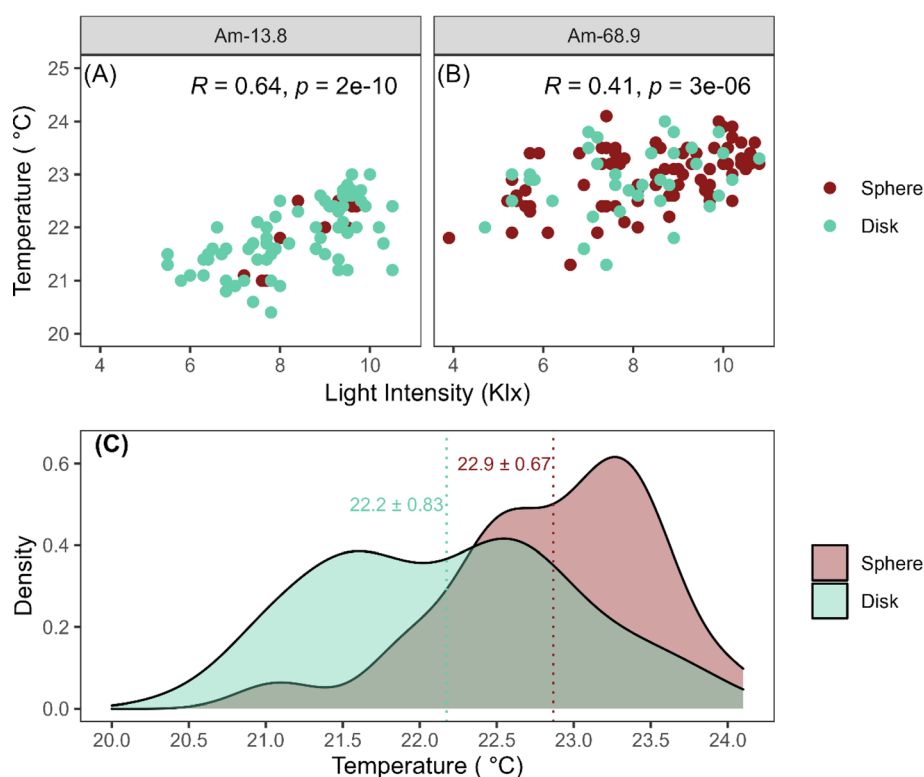 Am-13.8
Am-68.9
(A)
R = 0.64, p = 2e-10
(B)
R = 0.41, p = 3e-06
25
24
23
22
21
20
Temperature ( °C)
4 6 8 10
4 6 8 10
Light Intensity (Klx)
Sphere
Disk
(C)
22.9 ± 0.67
22.2 ± 0.83
0.6
0.4
0.2
0.0
Density
20.0 20.5 21.0 21.5 22.0 22.5 23.0 23.5 24.0
Temperature ( °C)
Sphere
Disk